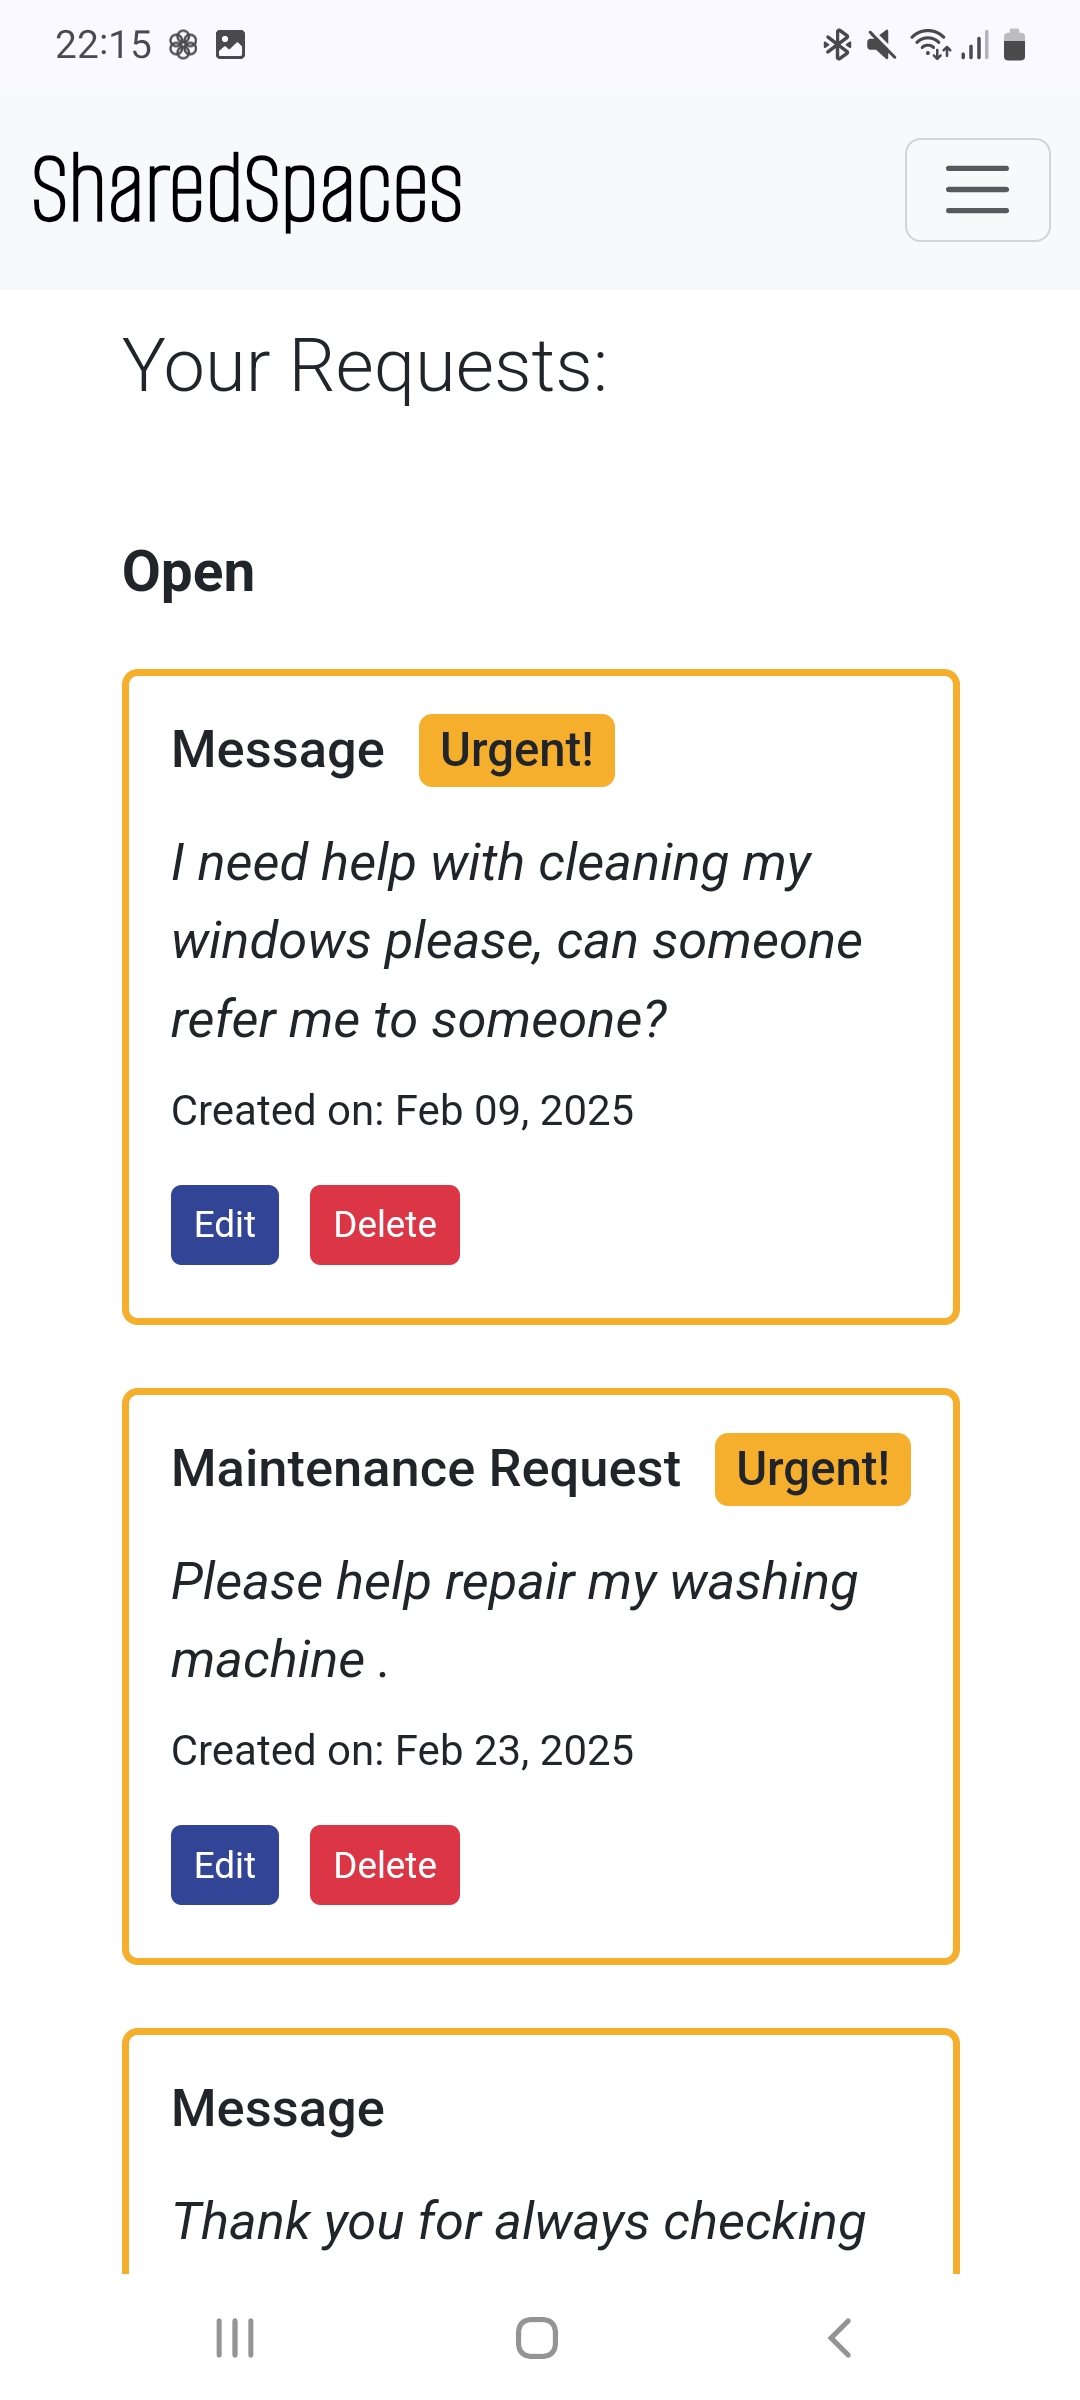 22:15
SharedSpaces
Your Requests:
Open
Message Urgent!
I need help with cleaning my
windows please, can someone
refer me to someone?
Created on: Feb 09, 2025
Edit Delete
Maintenance Request Urgent!
Please help repair my washing
machine .
Created on: Feb 23, 2025
Edit Delete
Message
Thank you for always checking